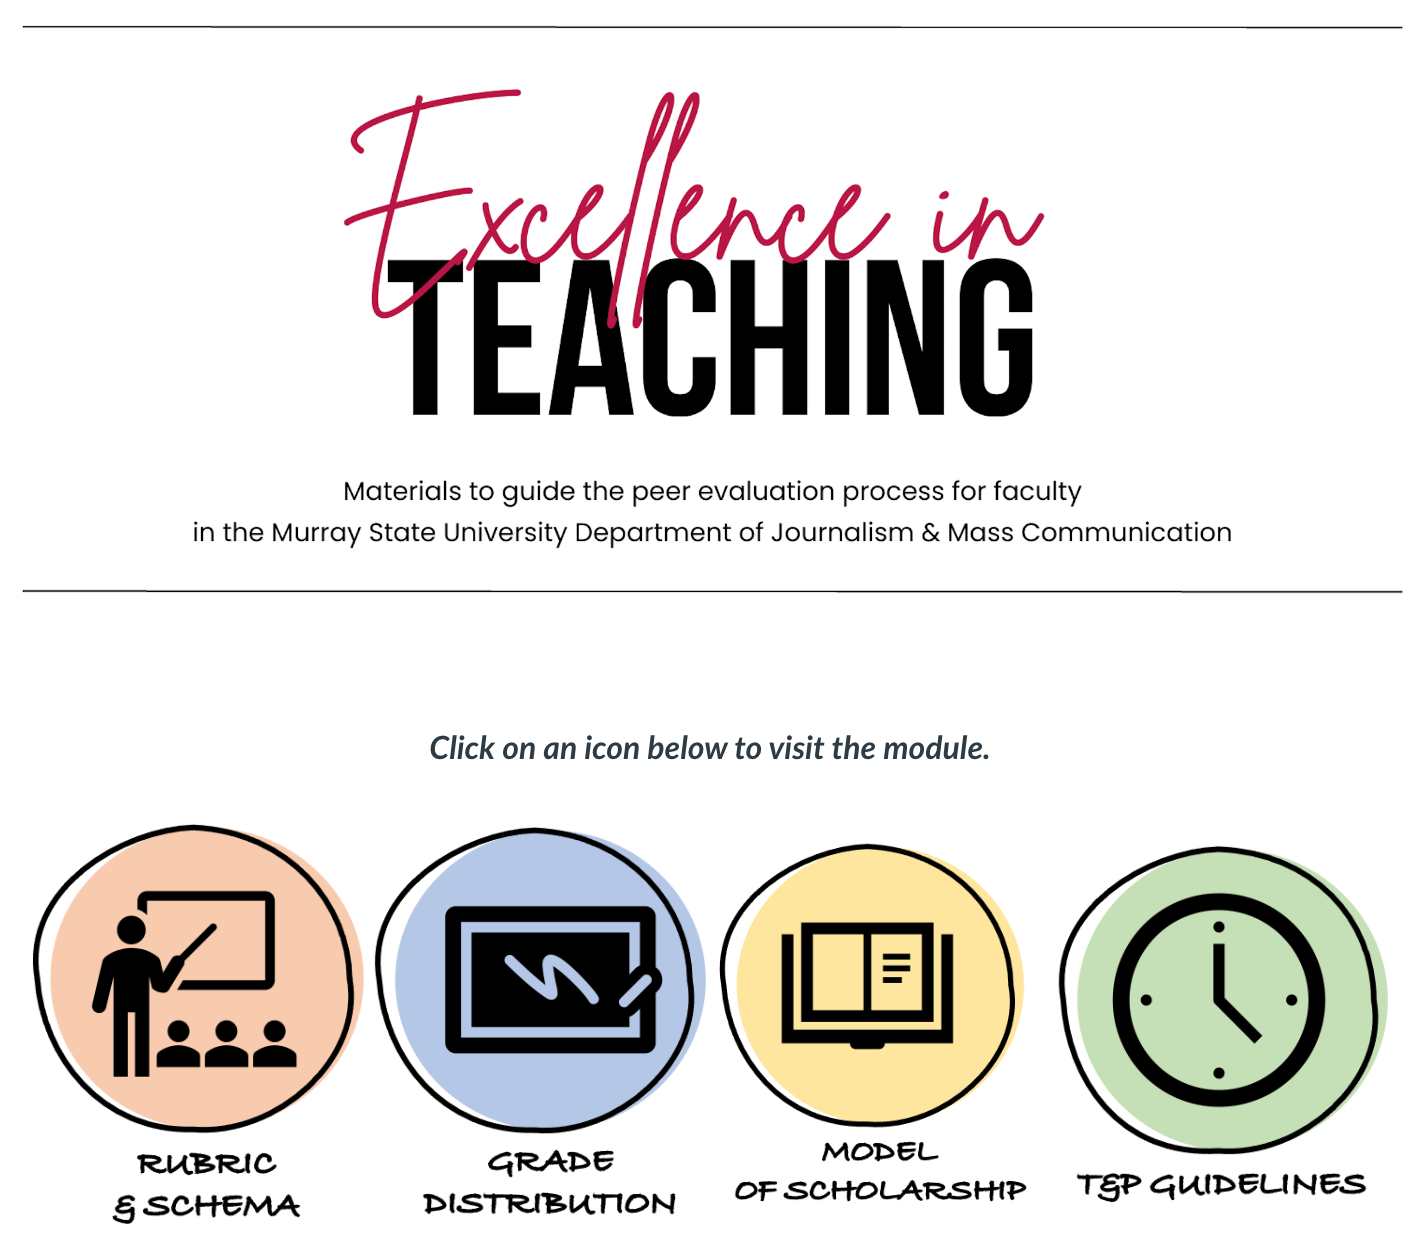 Excellence in
TEACHING
Materials to guide the peer evaluation process for faculty
in the Murray State University Department of Journalism & Mass Communication
Click on an icon below to visit the module.
RUBRIC
& SCHEMA
GRADE
DISTRIBUTION
MODEL
OF SCHOLARSHIP
T&P GUIDELINES